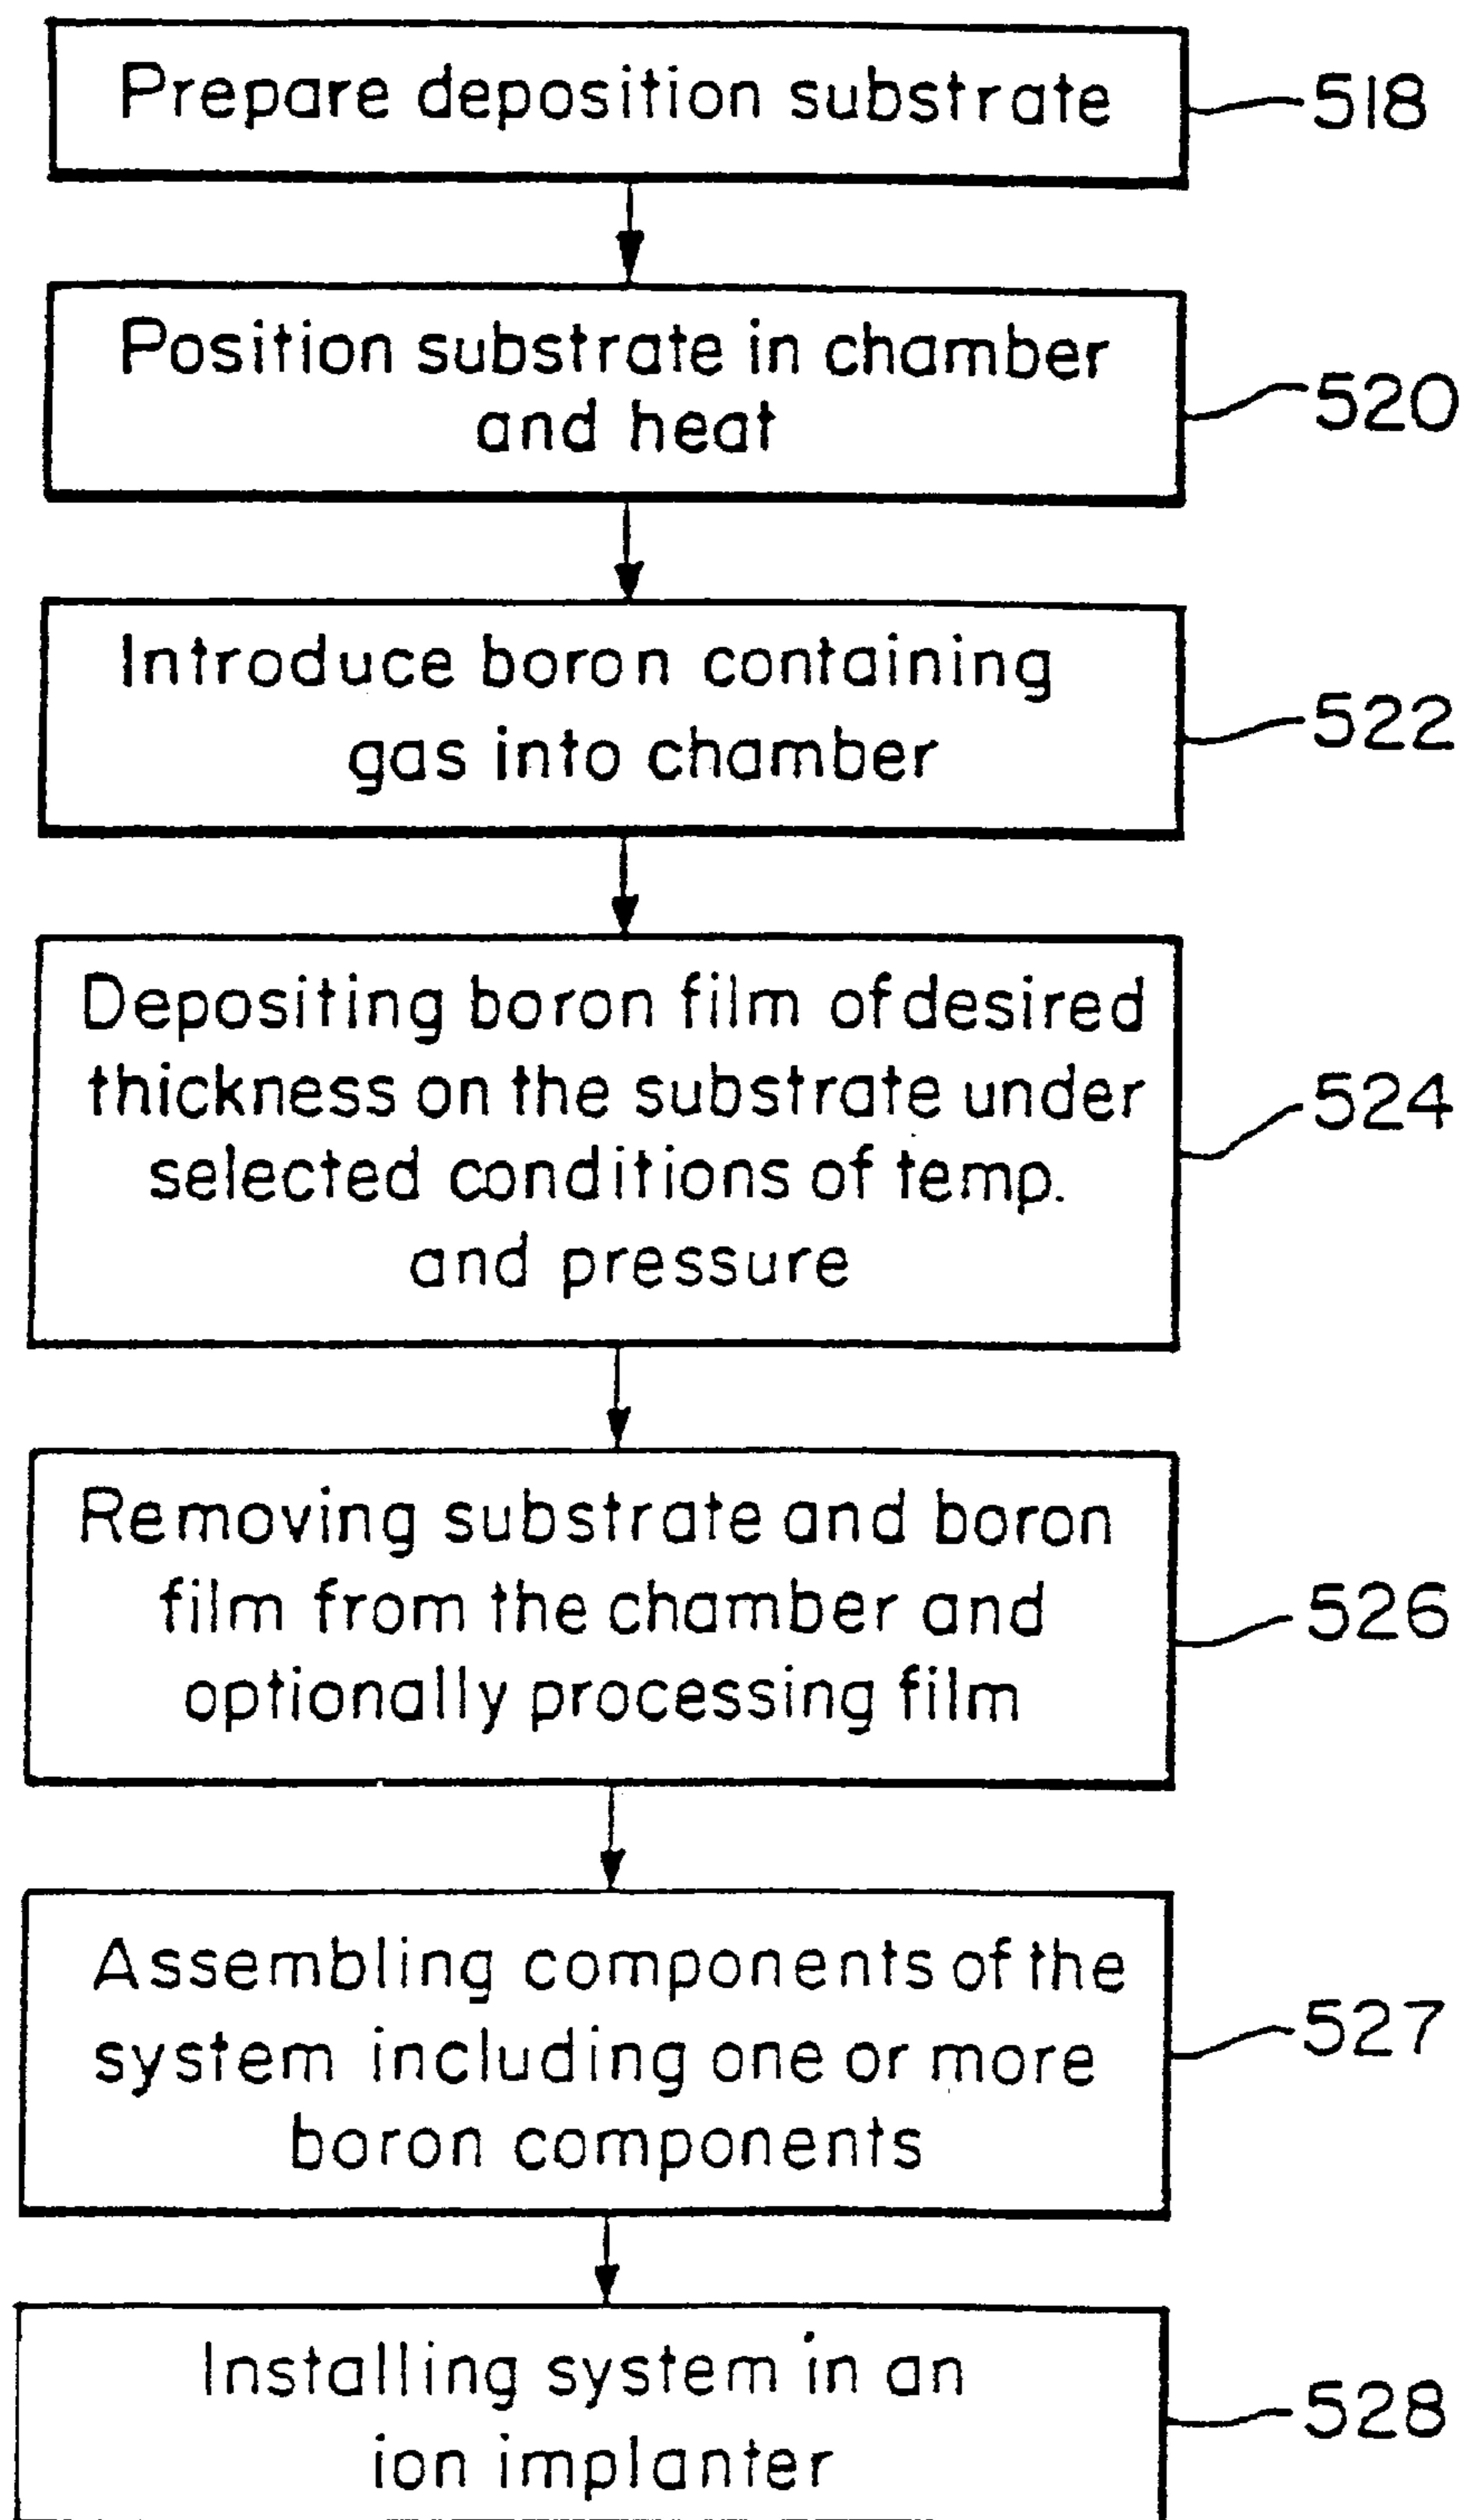 Prepare deposition substrate
518
Position substrate in chamber
and heat
520
Introduce boron containing
gas into chamber
522
Depositing boron film of desired
thickness on the substrate under
selected conditions of temp.
and pressure
524
Removing substrate and boron
film from the chamber and
optionally processing film
526
Assembling components of the
system including one or more
boron components
527
Installing system in an
ion implanter
528